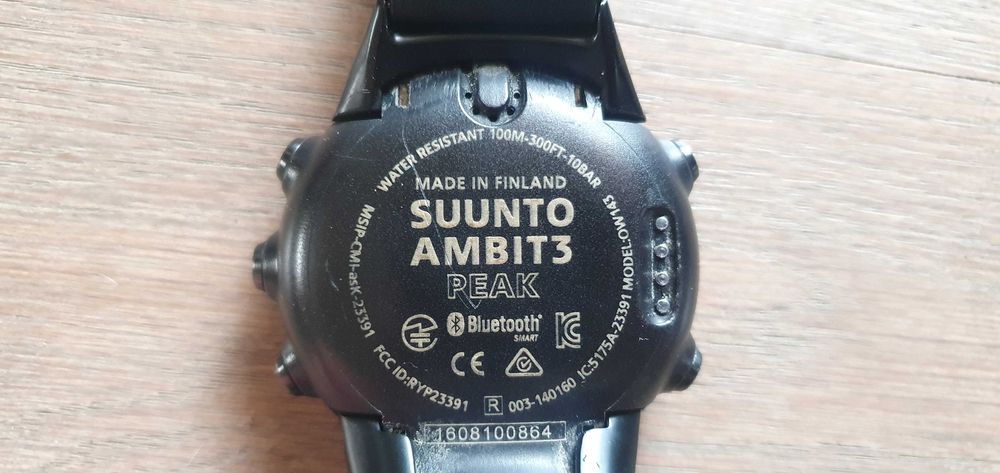 WATER RESISTANT 100M-300FT-10BAR
MADE IN FINLAND
SUUNTO
AMBIT3
PEAK
Bluetooth®
SMART
CE
MSIP-CMI-asK-23391
FCC ID:RYP23391
R 003-140160
IC:5175A-23391 MODEL:OW143
1608100864